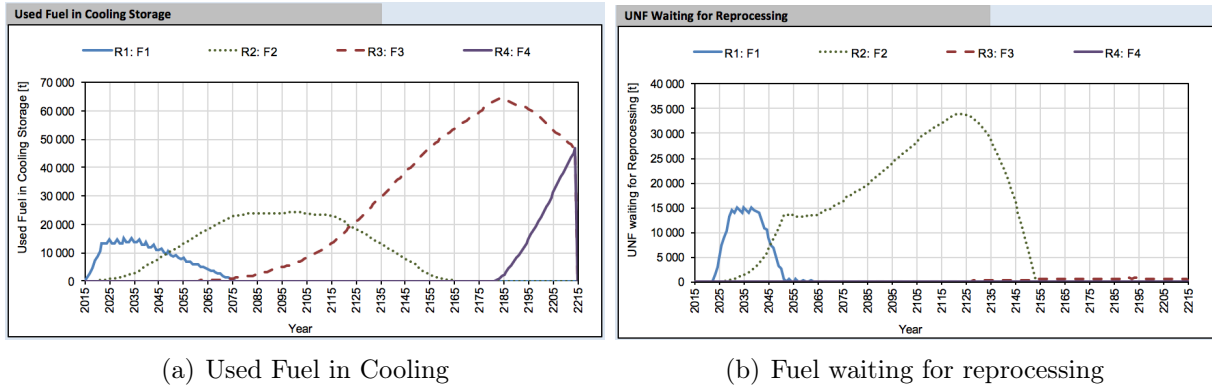 Used Fuel in Cooling Storage
R1: F1 R2: F2 R3: F3 R4: F4
Used Fuel in Cooling Storage [t]
70 000
60 000
50 000
40 000
30 000
20 000
10 000
0
2015 2025 2035 2045 2055 2065 2075 2085 2095 2105 2115 2125 2135 2145 2155 2165 2175 2185 2195 2205 2215
Year
(a) Used Fuel in Cooling
UNF Waiting for Reprocessing
R1: F1 R2: F2 R3: F3 R4: F4
UNF waiting for Reprocessing [t]
40 000
35 000
30 000
25 000
20 000
15 000
10 000
5 000
0
2015 2025 2035 2045 2055 2065 2075 2085 2095 2105 2115 2125 2135 2145 2155 2165 2175 2185 2195 2205 2215
Year
(b) Fuel waiting for reprocessing